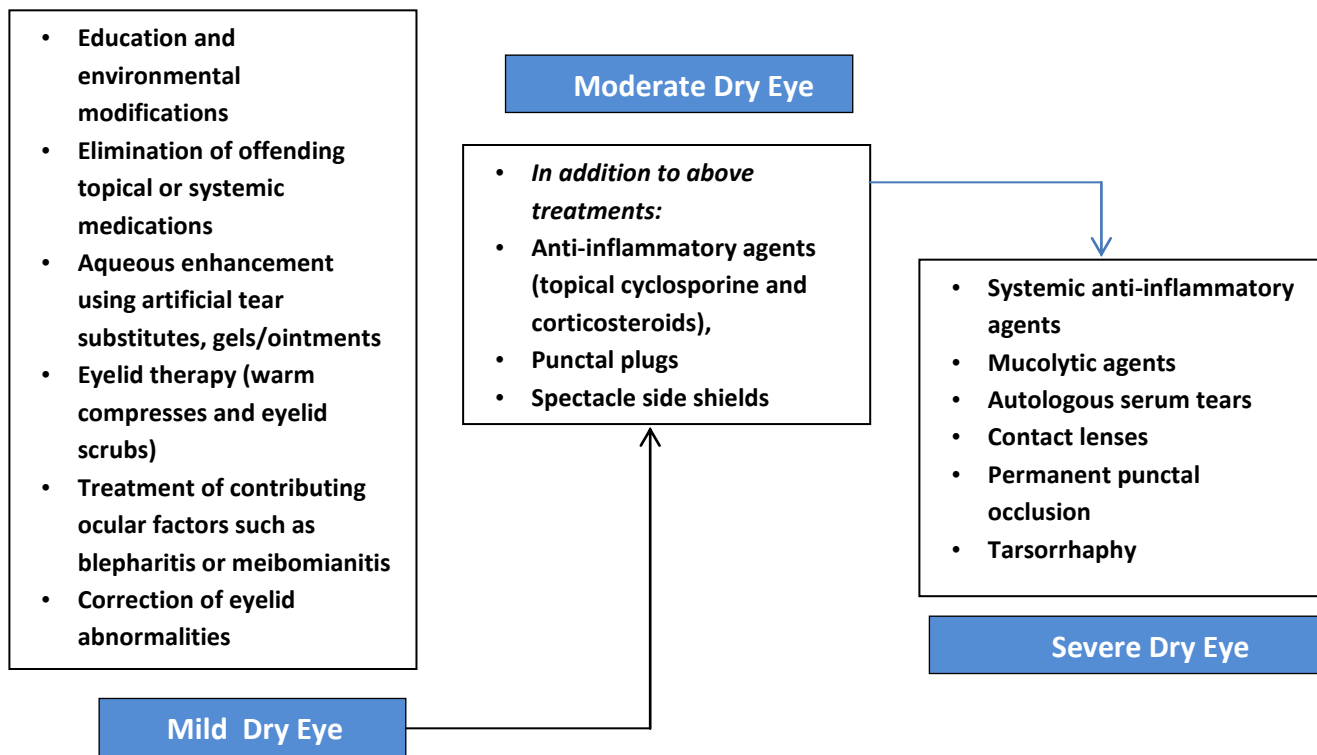 • Education and
environmental
modifications
• Elimination of offending
topical or systemic
medications
• Aqueous enhancement
using artificial tear
substitutes, gels/ointments
• Eyelid therapy (warm
compresses and eyelid
scrubs)
• Treatment of contributing
ocular factors such as
blepharitis or meibomianitis
• Correction of eyelid
abnormalities
Mild Dry Eye
Moderate Dry Eye
• In addition to above
treatments:
• Anti-inflammatory agents
(topical cyclosporine and
corticosteroids),
• Punctal plugs
• Spectacle side shields
• Systemic anti-inflammatory
agents
• Mucolytic agents
• Autologous serum tears
• Contact lenses
• Permanent punctal
occlusion
• Tarsorrhaphy
Severe Dry Eye